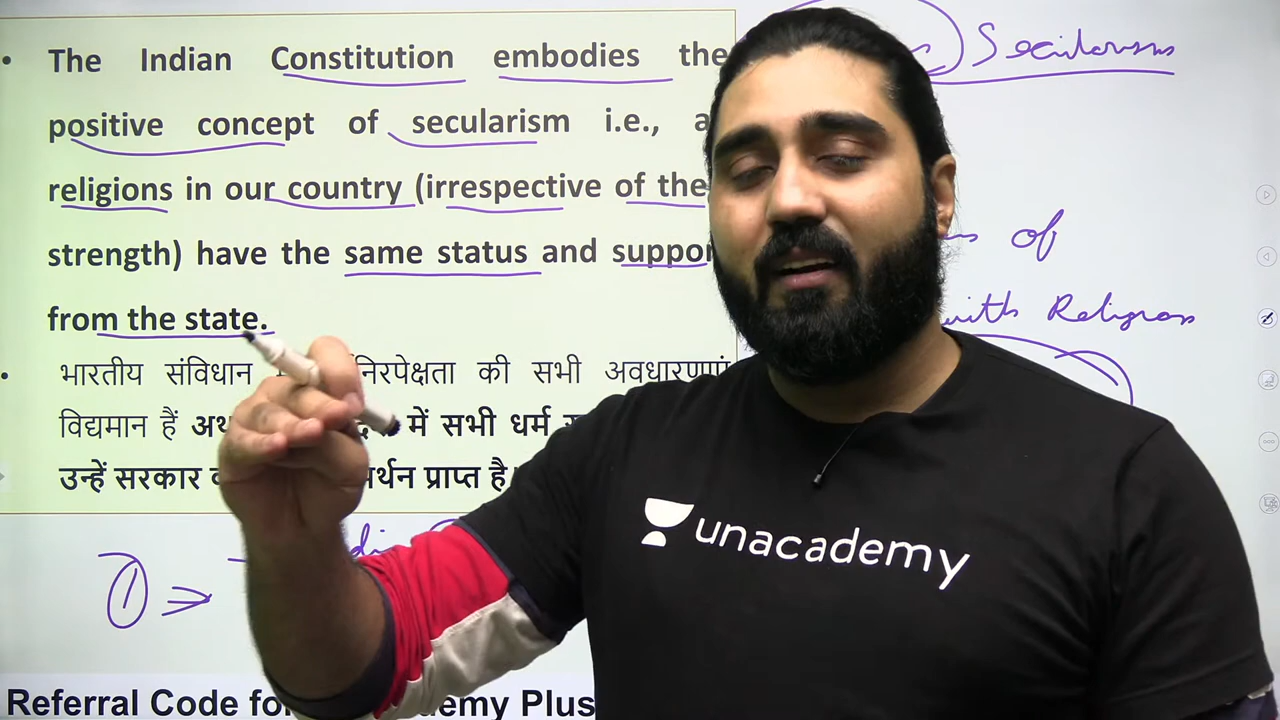 The Indian Constitution embodies the
positive concept of secularism i.e., a
religions in our country (irrespective of the
strength) have the same status and suppor
from the state.
भारतीय संविधान निरपेक्षता की सभी अवधारणाएं
विद्यमान हैं अथ में सभी धर्म
उन्हें सरकार र्थन प्राप्त है
Secularism
of
with Religion
1 ⇒
unacademy
Referral Code fo demy Plus